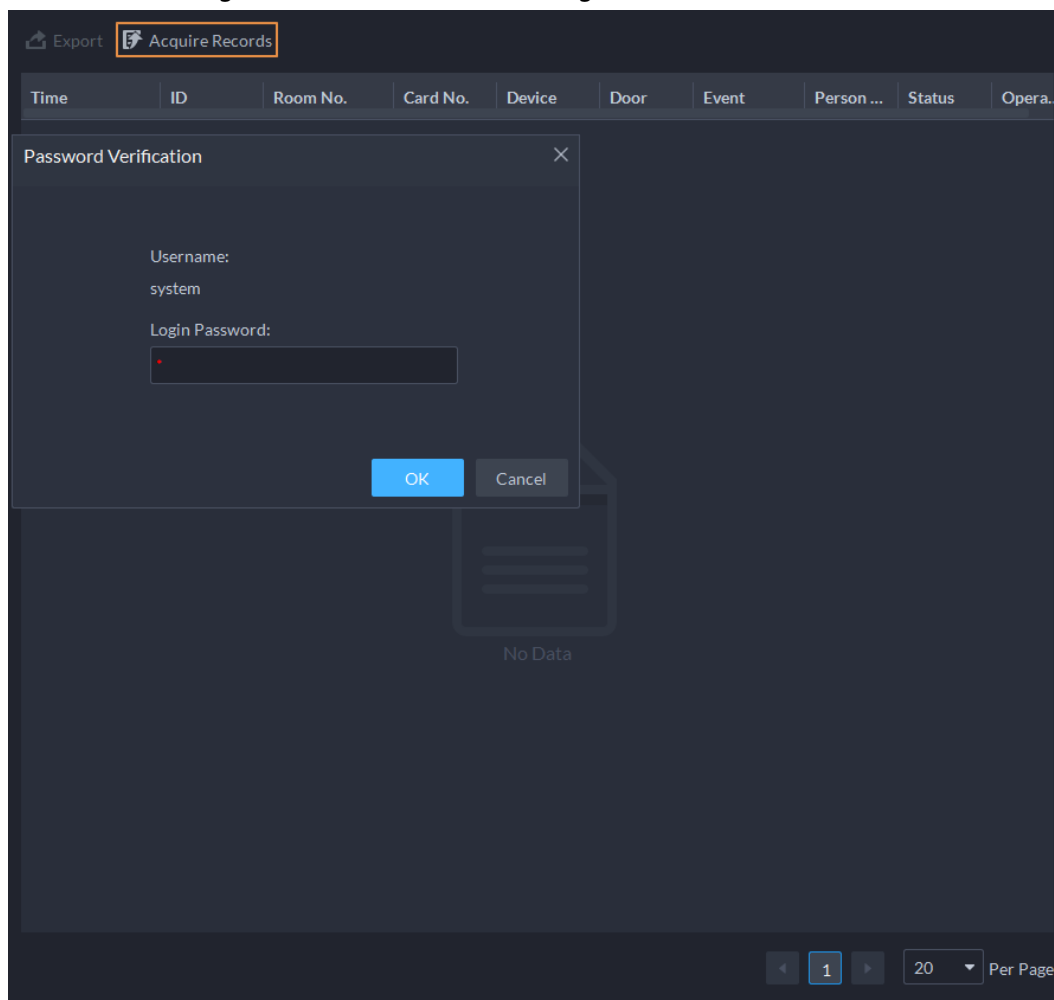 Export Acquire Records
Time ID Room No. Card No. Device Door Event Person ... Status Opera..
Password Verification
Username:
system
Login Password:
*
OK Cancel
No Data
1 20 Per Page